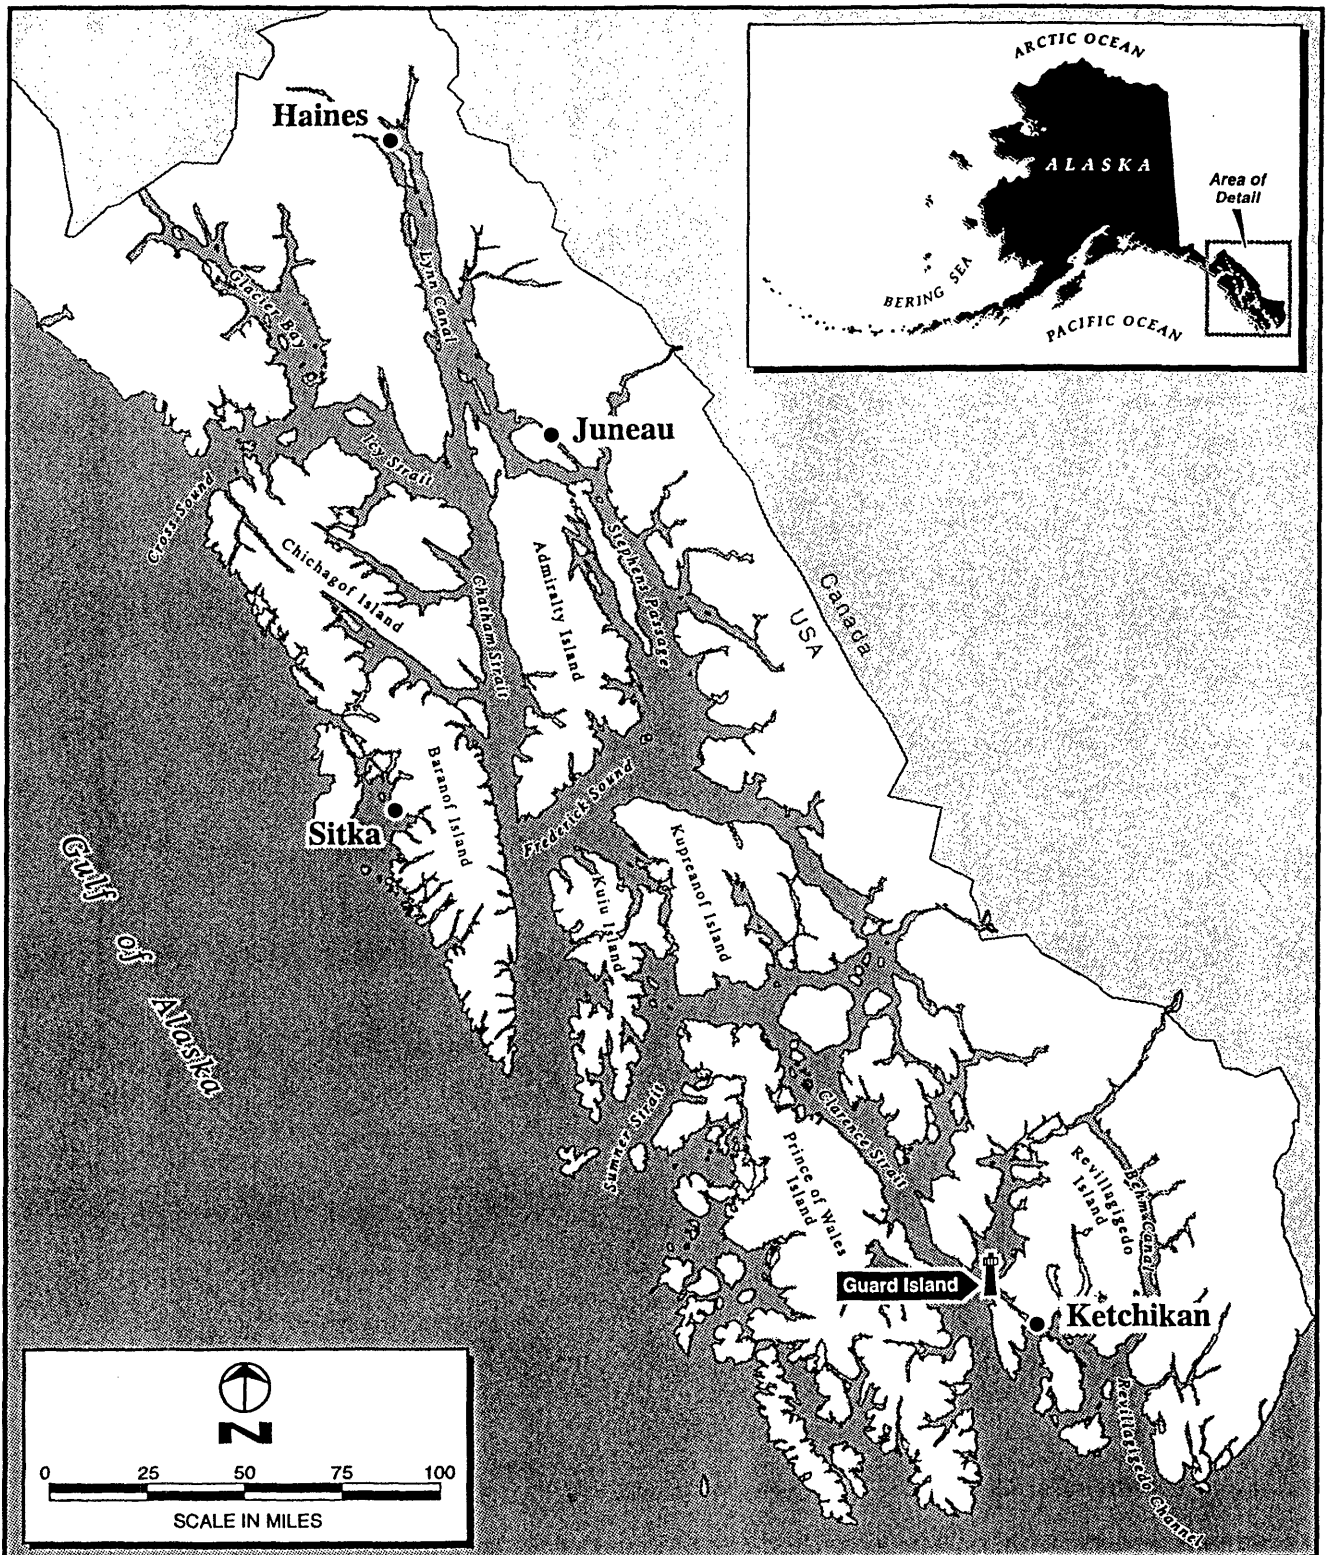 ARCTIC OCEAN
ALASKA
Area of
Detail
BERING SEA
PACIFIC OCEAN
Haines
Lynn Canal
Glacier Bay
Juneau
Icy Strait
Cross Sound
Chichagof Island
Admiralty Island
Stephens Passage
Chatham Strait
Canada
USA
Baranof Island
Sitka
Frederick Sound
Kupreanof Island
Kuiu Island
Gulf
of
Alaska
Sumner Strait
Clarence Strait
Prince of Wales
Island
Revillagigedo
Island
Behm Canal
Guard Island
Ketchikan
Revillagigedo Channel
N
0 25 50 75 100
SCALE IN MILES